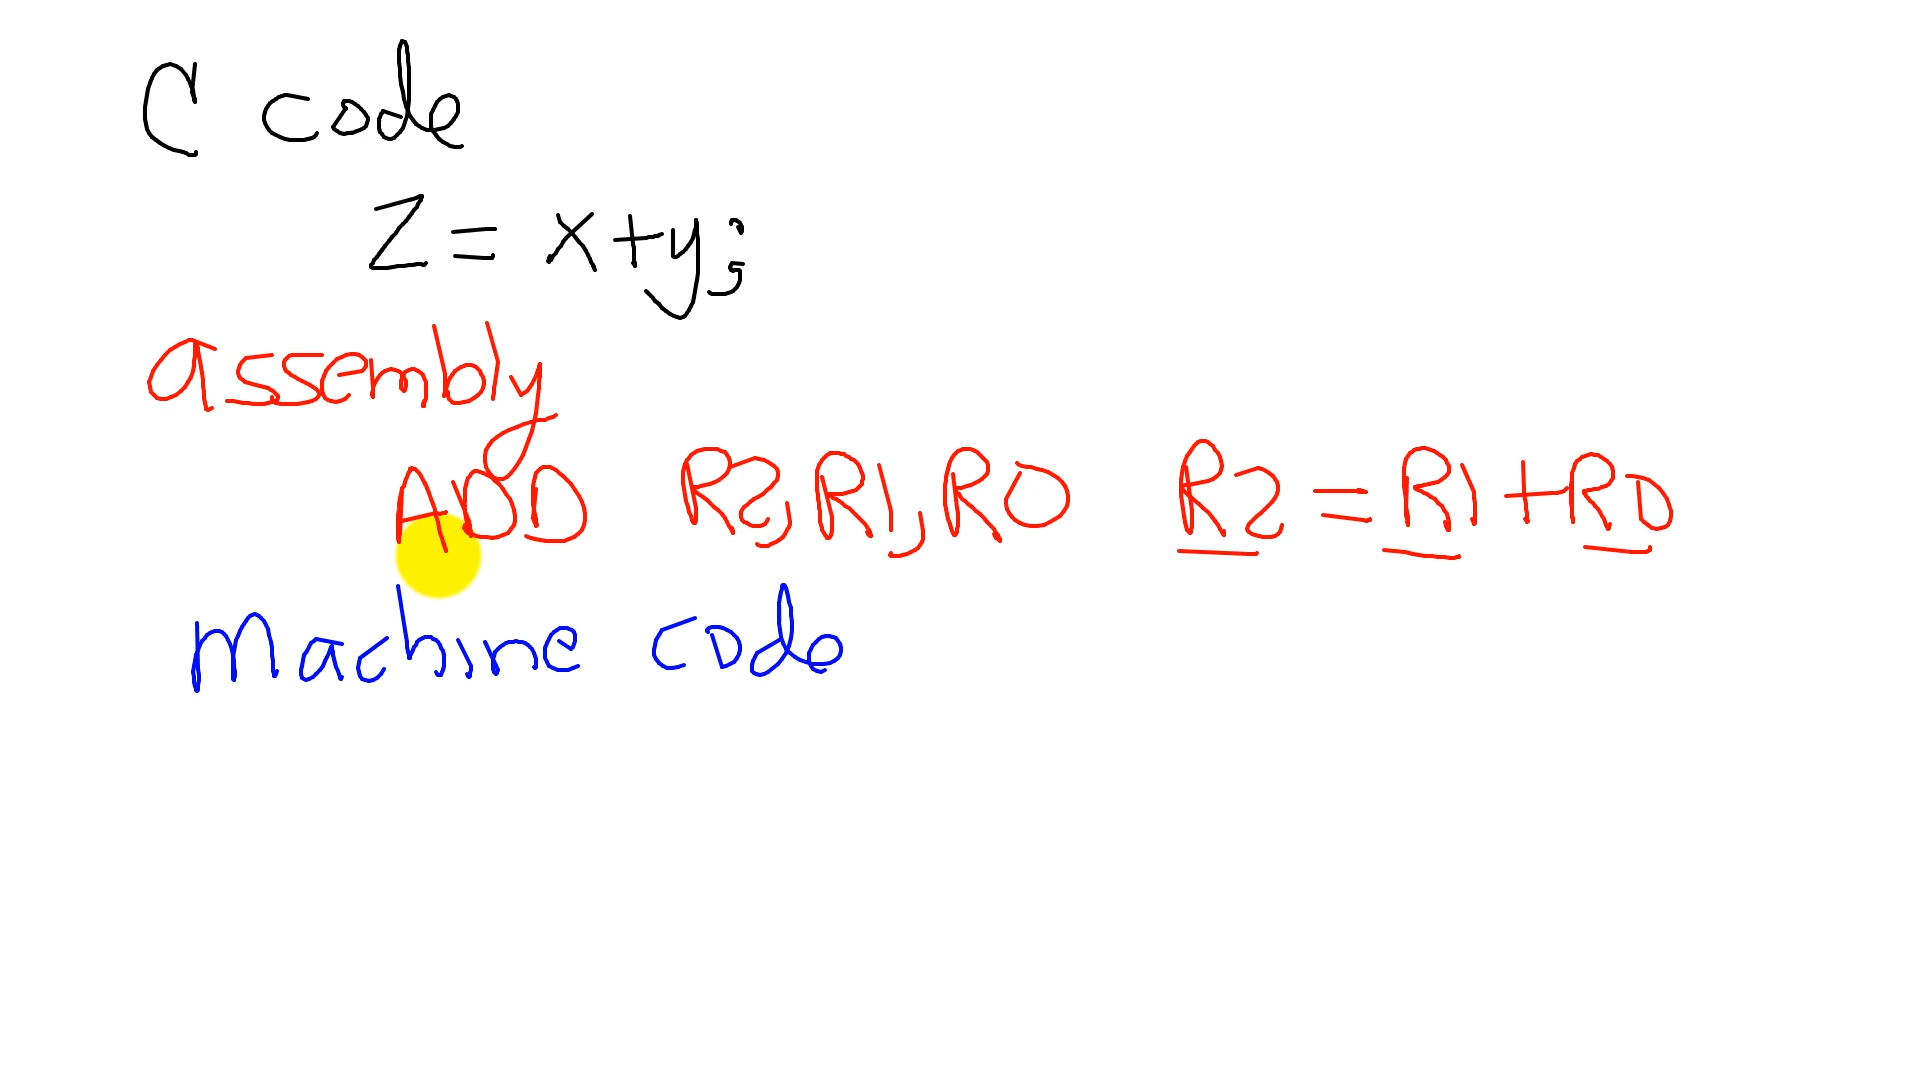 C code
Z = x+y;
assembly
ADD R2,R1,R0 R2=R1+R0
Machine code